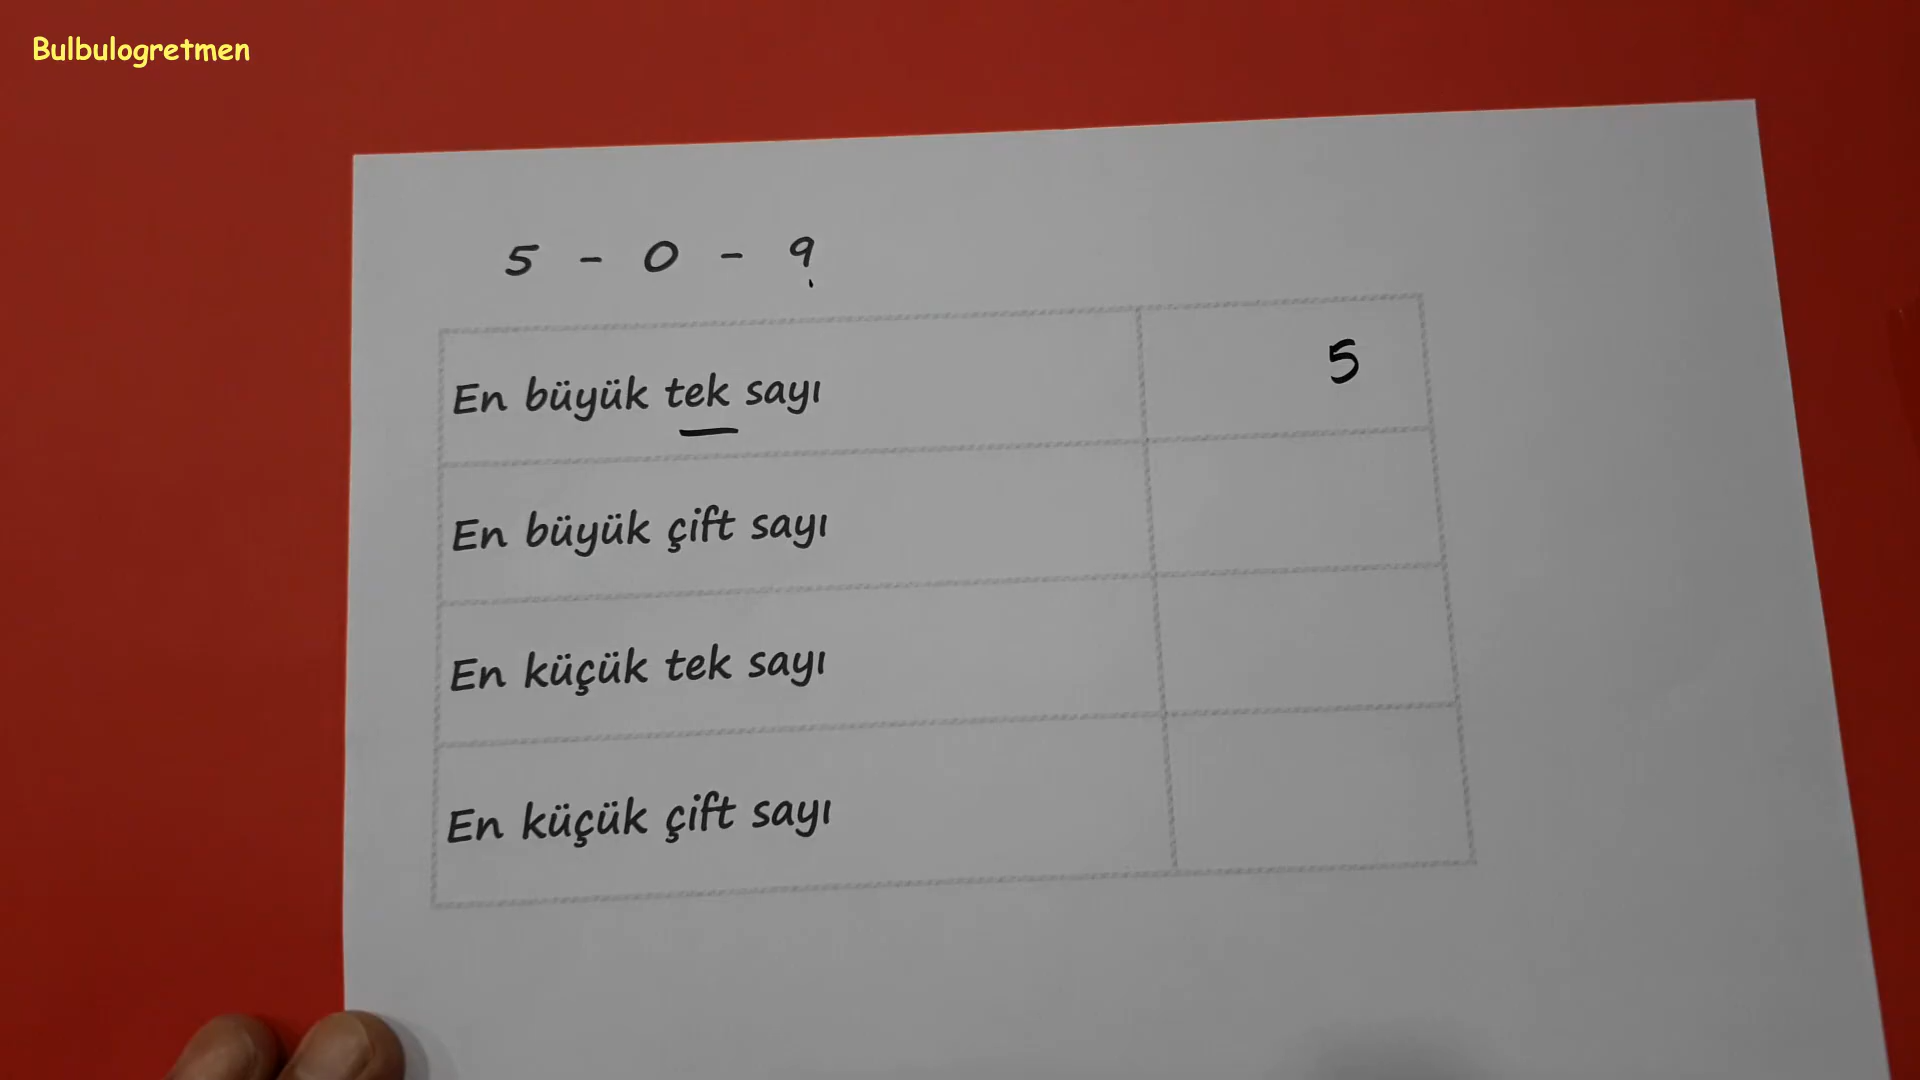 Bulbulogretmen
5 - 0 - 9
En büyük tek sayı 5
En büyük çift sayı
En küçük tek sayı
En küçük çift sayı